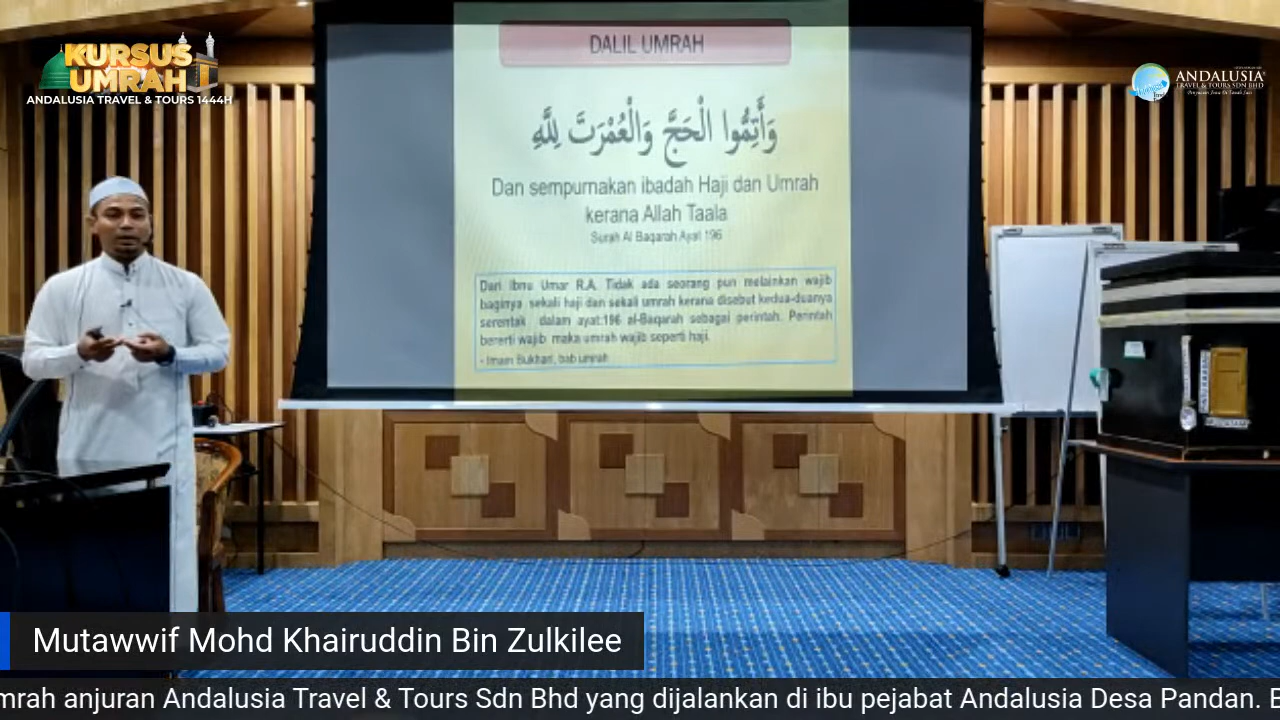 KURSUS
UMRAH
ANDALUSIA TRAVEL & TOURS 1444H
ANDALUSIA
TRAVEL & TOURS SDN BHD
DALIL UMRAH
وَأَتِمُّوا الْحَجَّ وَالْعُمْرَتَ لِلَّهِ
Dan sempurnakan ibadah Haji dan Umrah
kerana Allah Taala
Surah Al Baqarah Ayat 196
Dari Ibnu Umar R.A. Tidak ada seorang pun melainkan wajib
baginya sekali haji dan sekali umrah kerana disebut kedua-duanya
serentak dalam ayat:196 al-Baqarah sebagai perintah. Perintah
bererti wajib maka umrah wajib seperti haji.
- Imam Bukhari, bab umrah
Mutawwif Mohd Khairuddin Bin Zulkilee
mrah anjuran Andalusia Travel & Tours Sdn Bhd yang dijalankan di ibu pejabat Andalusia Desa Pandan. B